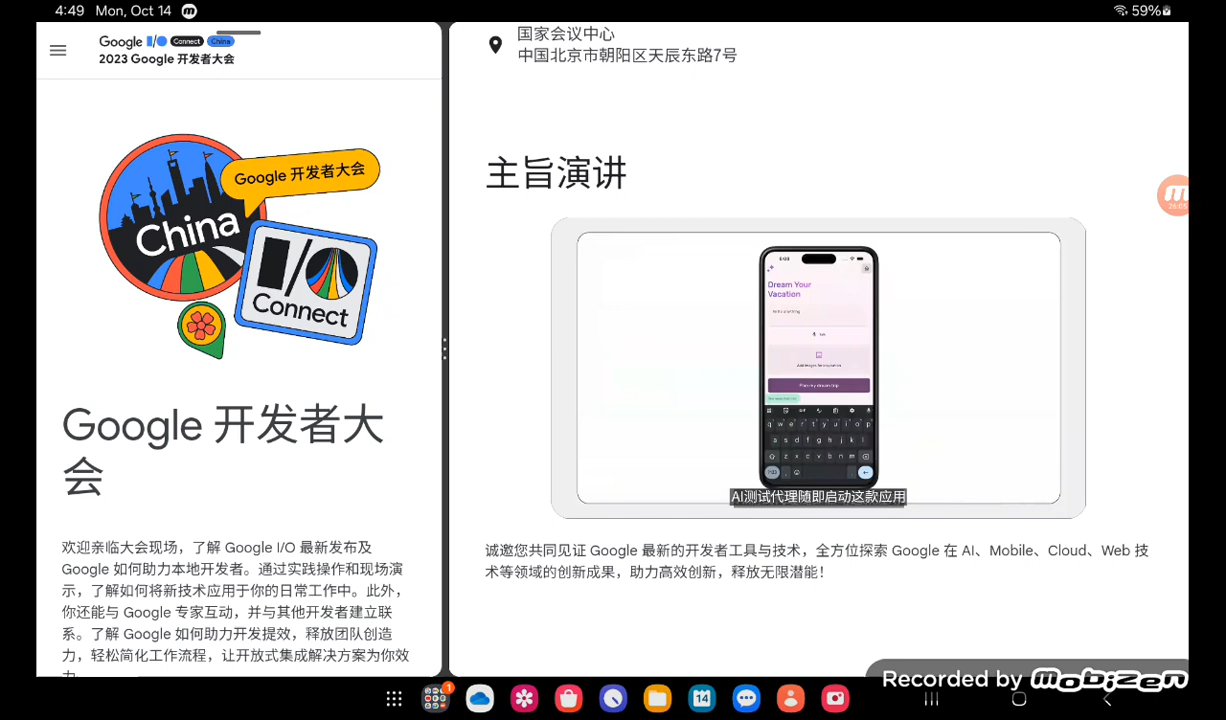 4:49 Mon, Oct 14
59%
Google I/O Connect China
2023 Google 开发者大会
Google 开发者大会
China
I/O
Connect
Google 开发者大
会
欢迎亲临大会现场，了解 Google I/O 最新发布及
Google 如何助力本地开发者。通过实践操作和现场演
示，了解如何将新技术应用于你的日常工作中。此外，
你还能与 Google 专家互动，并与其他开发者建立联
系。了解 Google 如何助力开发提效，释放团队创造
力，轻松简化工作流程，让开放式集成解决方案为你效
力。
国家会议中心
中国北京市朝阳区天辰东路7号
主旨演讲
Dream Your
Vacation
q w e r t y u i o p
a s d f g h j k l
z x c v b n m
AI测试代理随即启动这款应用
诚邀您共同见证 Google 最新的开发者工具与技术，全方位探索 Google 在 AI、Mobile、Cloud、Web 技
术等领域的创新成果，助力高效创新，释放无限潜能！
Recorded by mobizen
1
14